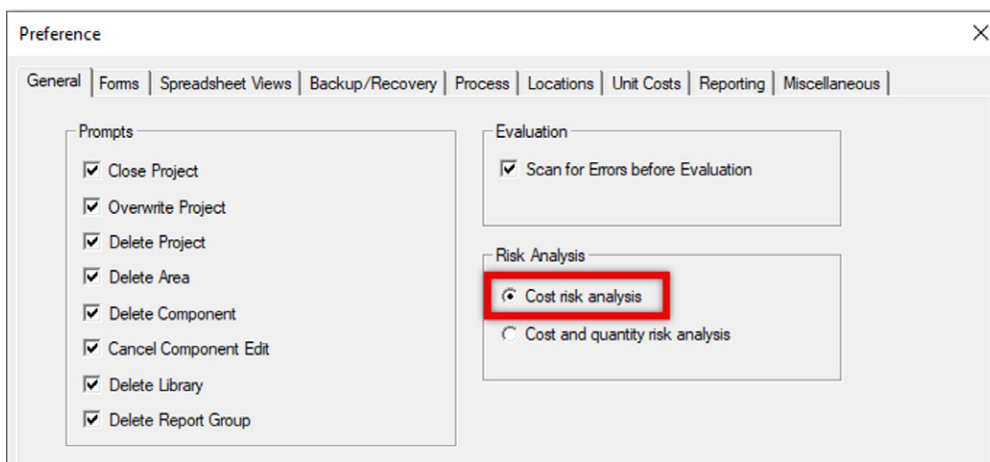 Preference
General Forms Spreadsheet Views Backup/Recovery Process Locations Unit Costs Reporting Miscellaneous
Prompts
Close Project
Overwrite Project
Delete Project
Delete Area
Delete Component
Cancel Component Edit
Delete Library
Delete Report Group
Evaluation
Scan for Errors before Evaluation
Risk Analysis
Cost risk analysis
Cost and quantity risk analysis